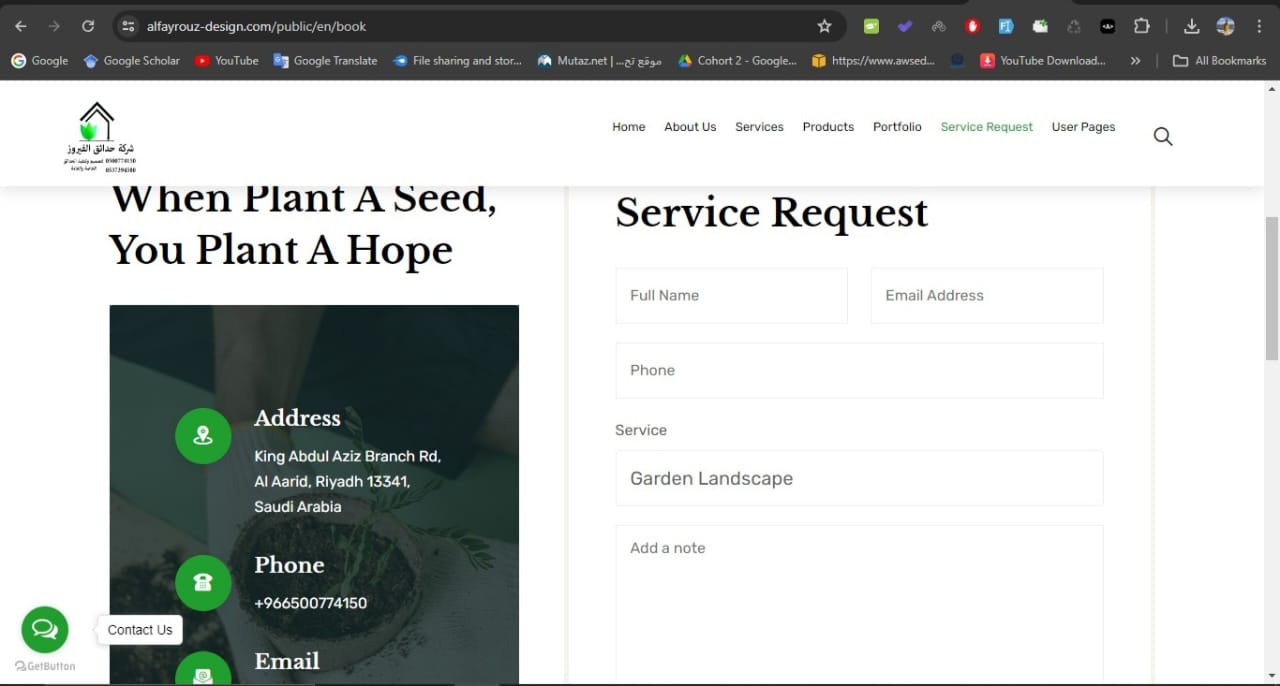 alfayrouz-design.com/public/en/book
Google
Google Scholar
YouTube
Google Translate
File sharing and stor...
Mutaz.net | موقع تح...
Cohort 2 - Google...
https://www.awsed...
YouTube Download...
All Bookmarks
شركة حدائق الفيروز
0500774150
0537394500
Home
About Us
Services
Products
Portfolio
Service Request
User Pages
When Plant A Seed,
You Plant A Hope
Address
King Abdul Aziz Branch Rd,
Al Aarid, Riyadh 13341,
Saudi Arabia
Phone
+966500774150
Email
Contact Us
GetButton
Service Request
Full Name
Email Address
Phone
Service
Garden Landscape
Add a note